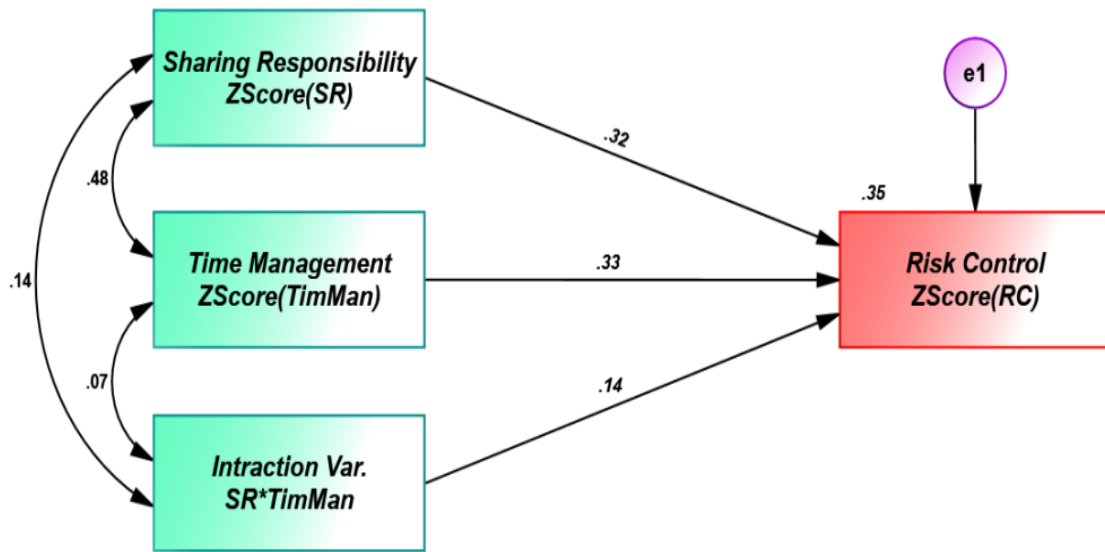 Sharing Responsibility
ZScore(SR)
e1
.32
.35
.48
Time Management
ZScore(TimMan)
.33
Risk Control
ZScore(RC)
.14
.07
.14
Intraction Var.
SR*TimMan